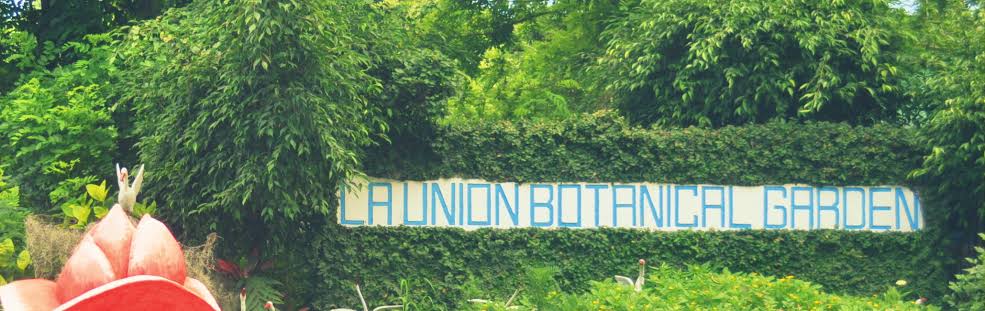 LA UNION BOTANICAL GARDEN